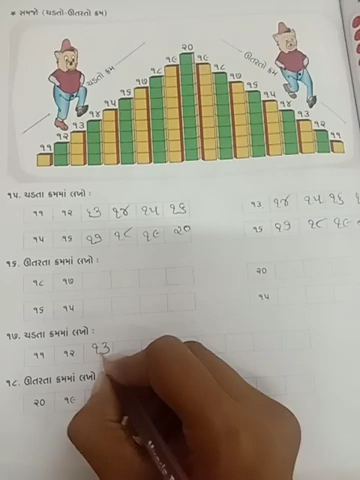 * સમજો (ચડતો-ઊતરતો ક્રમ)
ચડતો ક્રમ
ઊતરતો ક્રમ
૧૧ ૧૨ ૧૩ ૧૪ ૧૫ ૧૬ ૧૭ ૧૮ ૧૯ ૨૦ ૧૯ ૧૮ ૧૭ ૧૬ ૧૫ ૧૪ ૧૩ ૧૨ ૧૧
૧૫. ચડતા ક્રમમાં લખો :
૧૧ ૧૨ ૧૩ ૧૪ ૧૫ ૧૬ ૧૩ ૧૪ ૧૫ ૧૬
૧૫ ૧૬ ૧૭ ૧૮ ૧૯ ૨૦ ૧૬ ૧૭ ૧૮ ૧૯
૧૬. ઊતરતા ક્રમમાં લખો :
૧૮ ૧૭ ૨૦
૧૬ ૧૫ ૧૫
૧૭. ચડતા ક્રમમાં લખો :
૧૧ ૧૨ ૧૩
૧૮. ઊતરતા ક્રમમાં લખો
૨૦ ૧૯